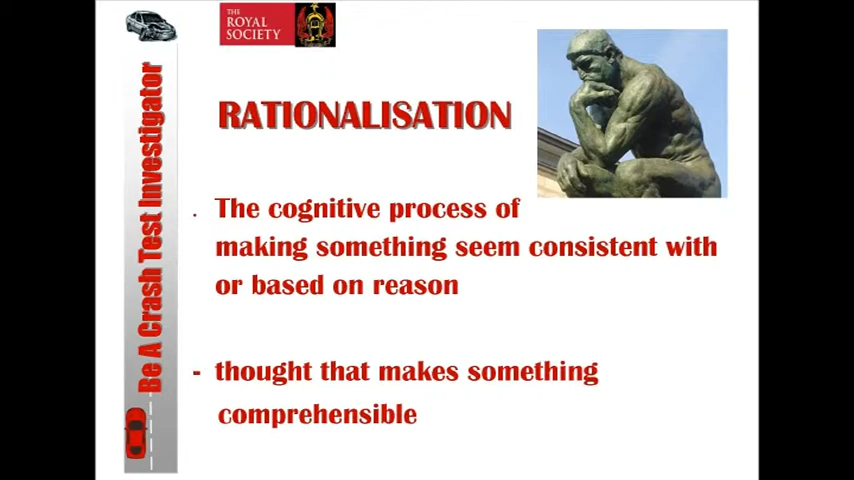 THE
ROYAL
SOCIETY
RATIONALISATION
Be A Crash Test Investigator
. The cognitive process of
making something seem consistent with
or based on reason
- thought that makes something
comprehensible